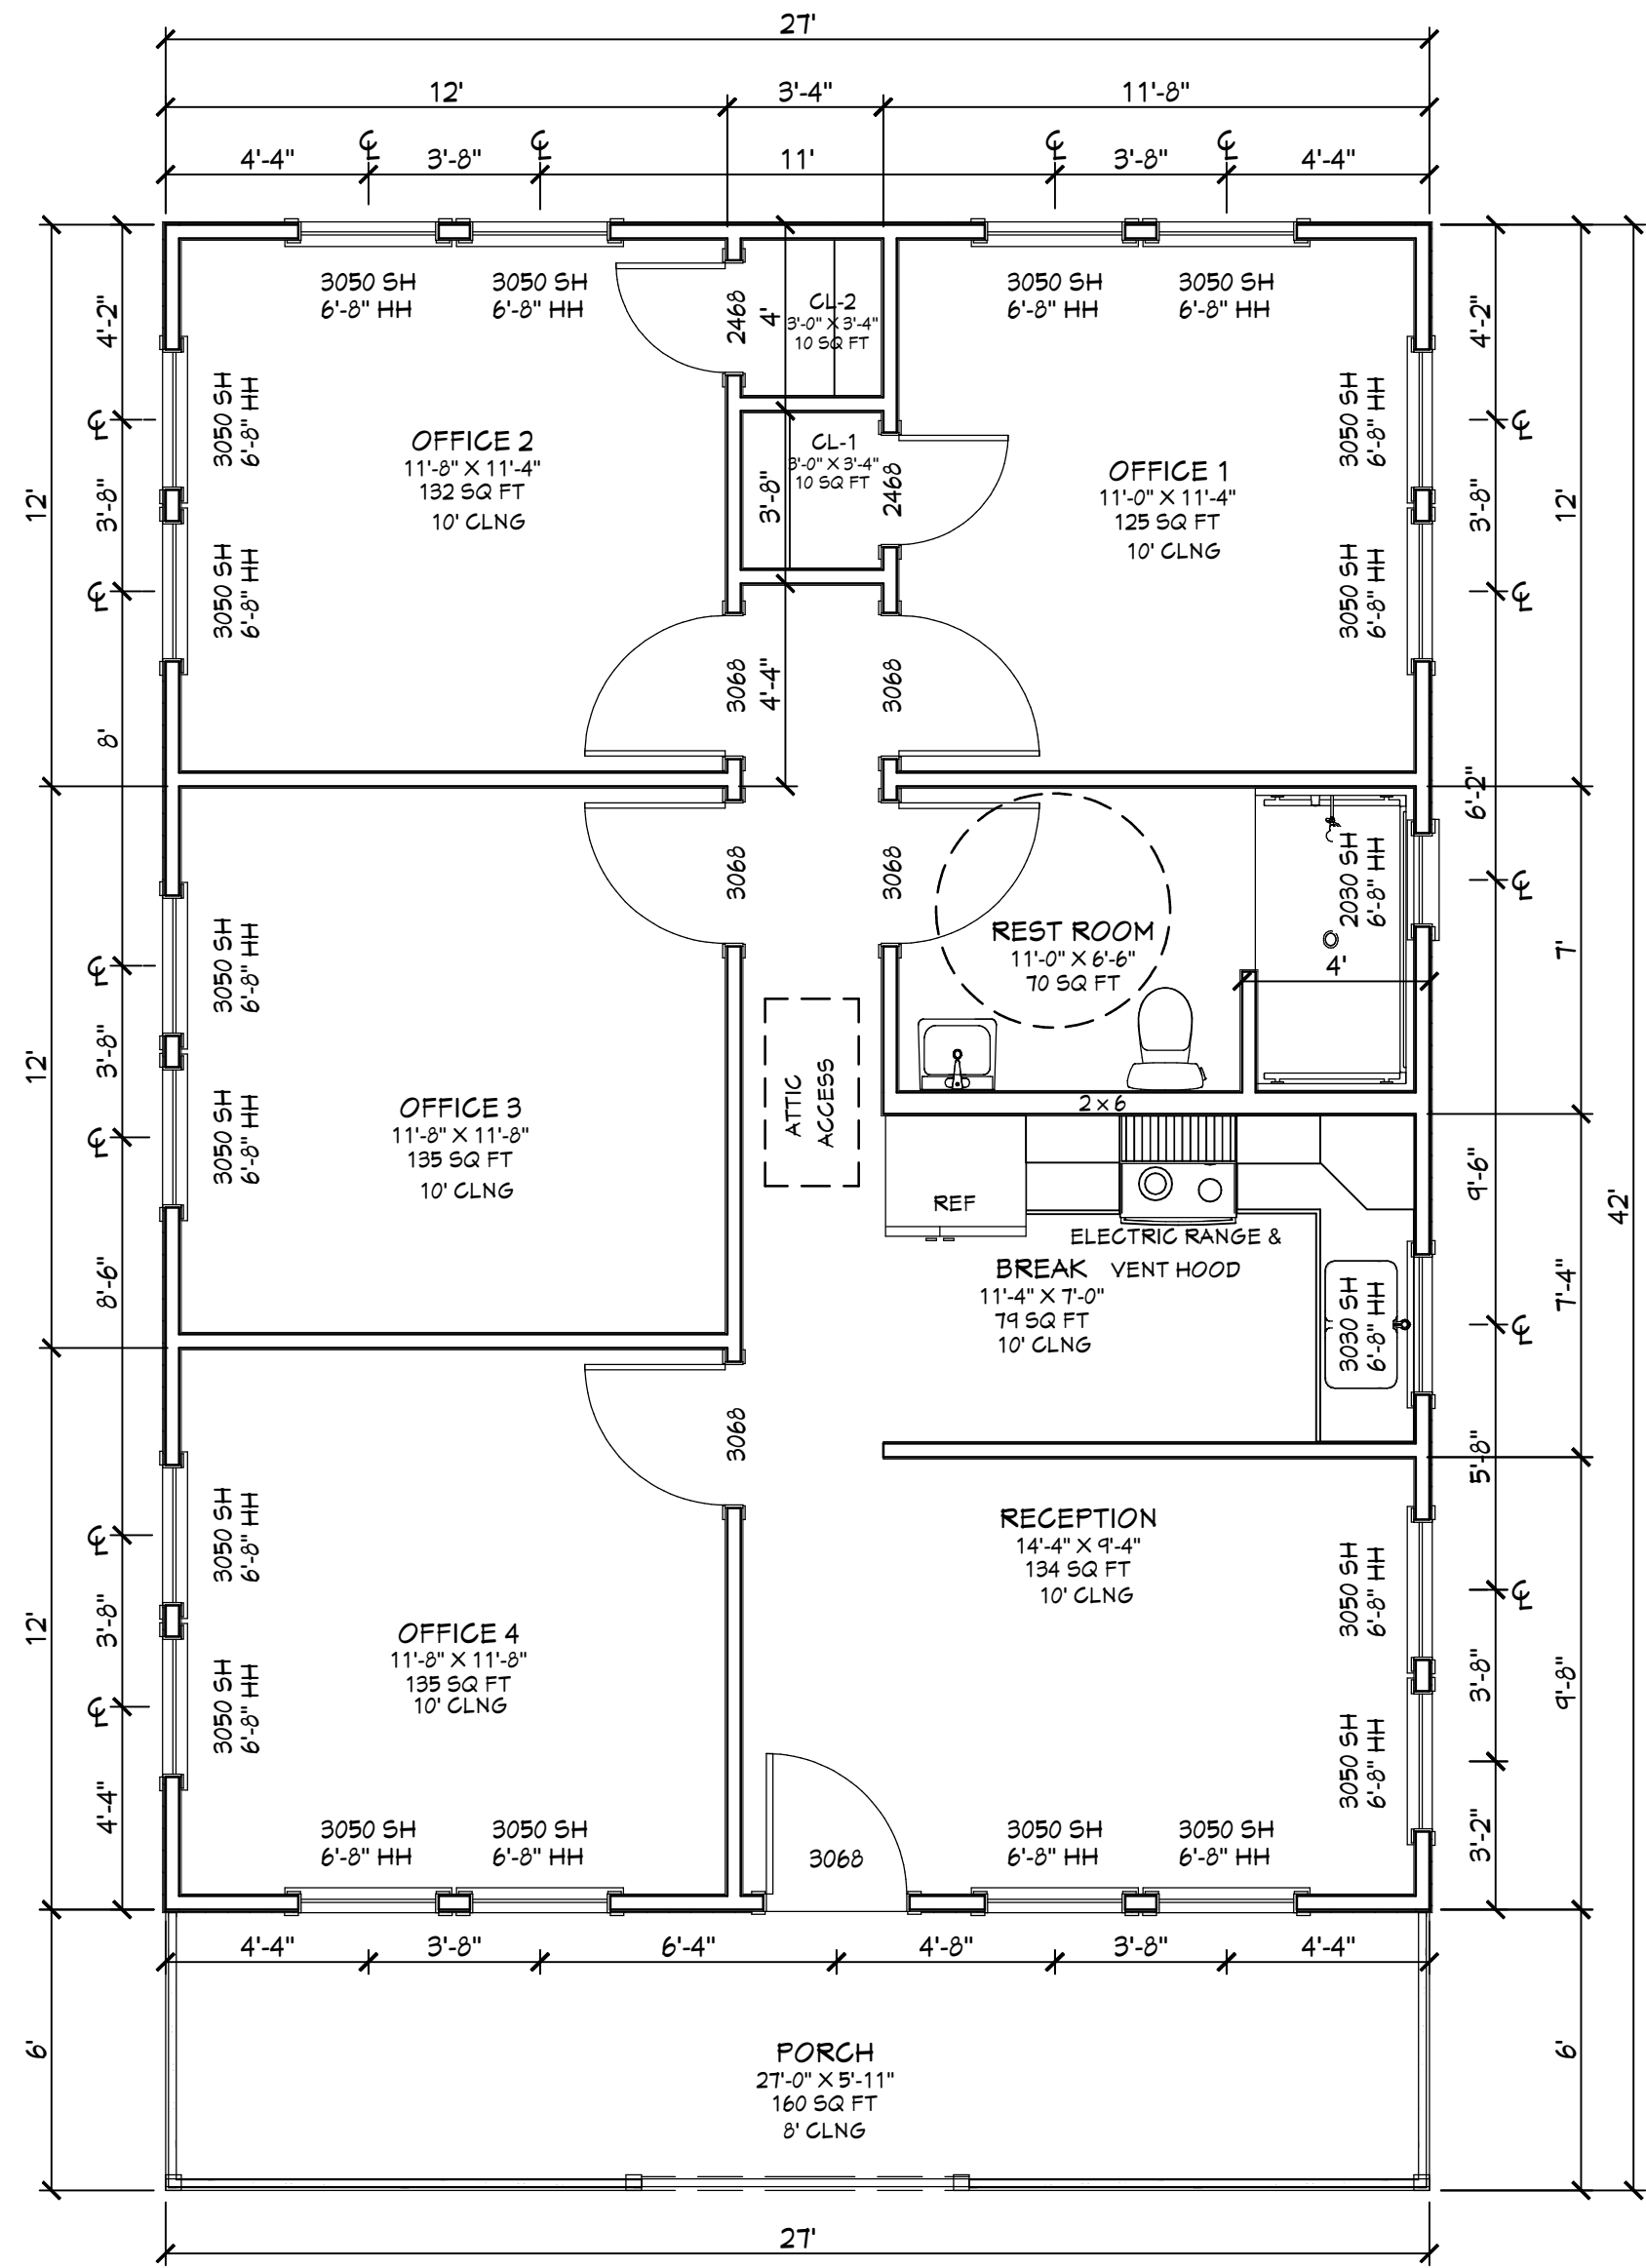 27'
12' 3'-4" 11'-8"
4'-4" ℄ 3'-8" ℄ 11' ℄ 3'-8" ℄ 4'-4"
3050 SH
6'-8" HH
3050 SH
6'-8" HH
3050 SH
6'-8" HH
3050 SH
6'-8" HH
4'-2"
℄
3'-8"
℄
8'
℄
3'-8"
℄
8'-6"
℄
3'-8"
℄
4'-4"
12'
12'
12'
6'
3050 SH
6'-8" HH
3050 SH
6'-8" HH
OFFICE 2
11'-8" X 11'-4"
132 SQ FT
10' CLNG
2468
4'
CL-2
3'-0" X 3'-4"
10 SQ FT
CL-1
3'-0" X 3'-4"
10 SQ FT
3'-8"
2468
OFFICE 1
11'-0" X 11'-4"
125 SQ FT
10' CLNG
3050 SH
6'-8" HH
3050 SH
6'-8" HH
3068
4'-4"
3068
3068
3068
REST ROOM
11'-0" X 6'-6"
70 SQ FT
2030 SH
6'-8" HH
4'
3050 SH
6'-8" HH
3050 SH
6'-8" HH
OFFICE 3
11'-8" X 11'-8"
135 SQ FT
10' CLNG
ATTIC
ACCESS
2 x 6
REF
ELECTRIC RANGE &
VENT HOOD
BREAK
11'-4" X 7'-0"
79 SQ FT
10' CLNG
3030 SH
6'-8" HH
3068
3050 SH
6'-8" HH
3050 SH
6'-8" HH
OFFICE 4
11'-8" X 11'-8"
135 SQ FT
10' CLNG
RECEPTION
14'-4" X 9'-4"
134 SQ FT
10' CLNG
3050 SH
6'-8" HH
3050 SH
6'-8" HH
3050 SH
6'-8" HH
3050 SH
6'-8" HH
3068
3050 SH
6'-8" HH
3050 SH
6'-8" HH
4'-2"
℄
3'-8"
℄
6'-2"
℄
9'-6"
℄
5'-8"
℄
3'-8"
3'-2"
12'
7'
7'-4"
9'-8"
6'
42'
4'-4" 3'-8" 6'-4" 4'-8" 3'-8" 4'-4"
PORCH
27'-0" X 5'-11"
160 SQ FT
8' CLNG
27'